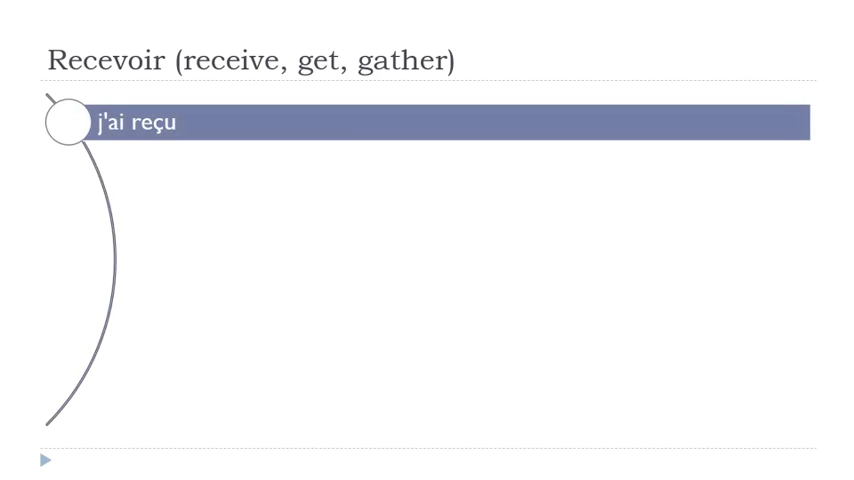 Recevoir (receive, get, gather)
j'ai reçu